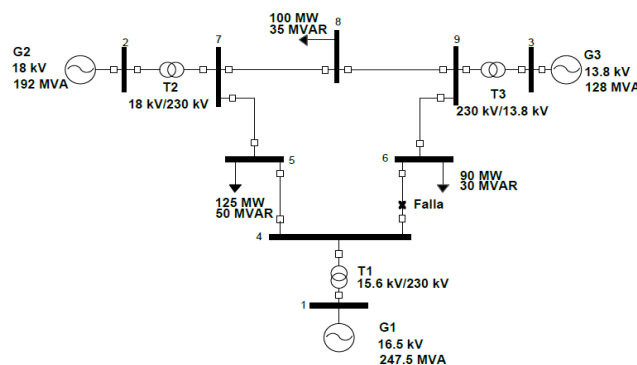 100 MW
35 MVAR
8
G2
18 kV
192 MVA
2
7
T2
18 kV/230 kV
9
3
T3
230 kV/13.8 kV
G3
13.8 kV
128 MVA
5
125 MW
50 MVAR
6
90 MW
30 MVAR
Falla
4
T1
15.6 kV/230 kV
1
G1
16.5 kV
247.5 MVA